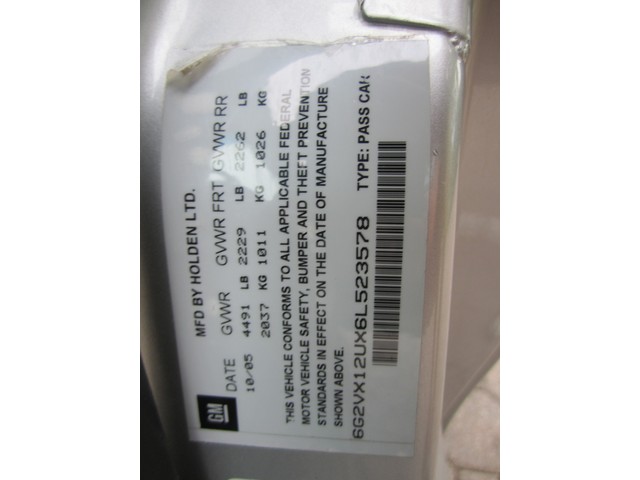 GM
MFD BY HOLDEN LTD.
DATE GVWR GVWR FRT GVWR RR
10/05 4491 LB 2229 LB 2262 LB
2037 KG 1011 KG 1026 KG
THIS VEHICLE CONFORMS TO ALL APPLICABLE FEDERAL
MOTOR VEHICLE SAFETY, BUMPER AND THEFT PREVENTION
STANDARDS IN EFFECT ON THE DATE OF MANUFACTURE
SHOWN ABOVE.
6G2VX12UX6L523578 TYPE: PASS CAR